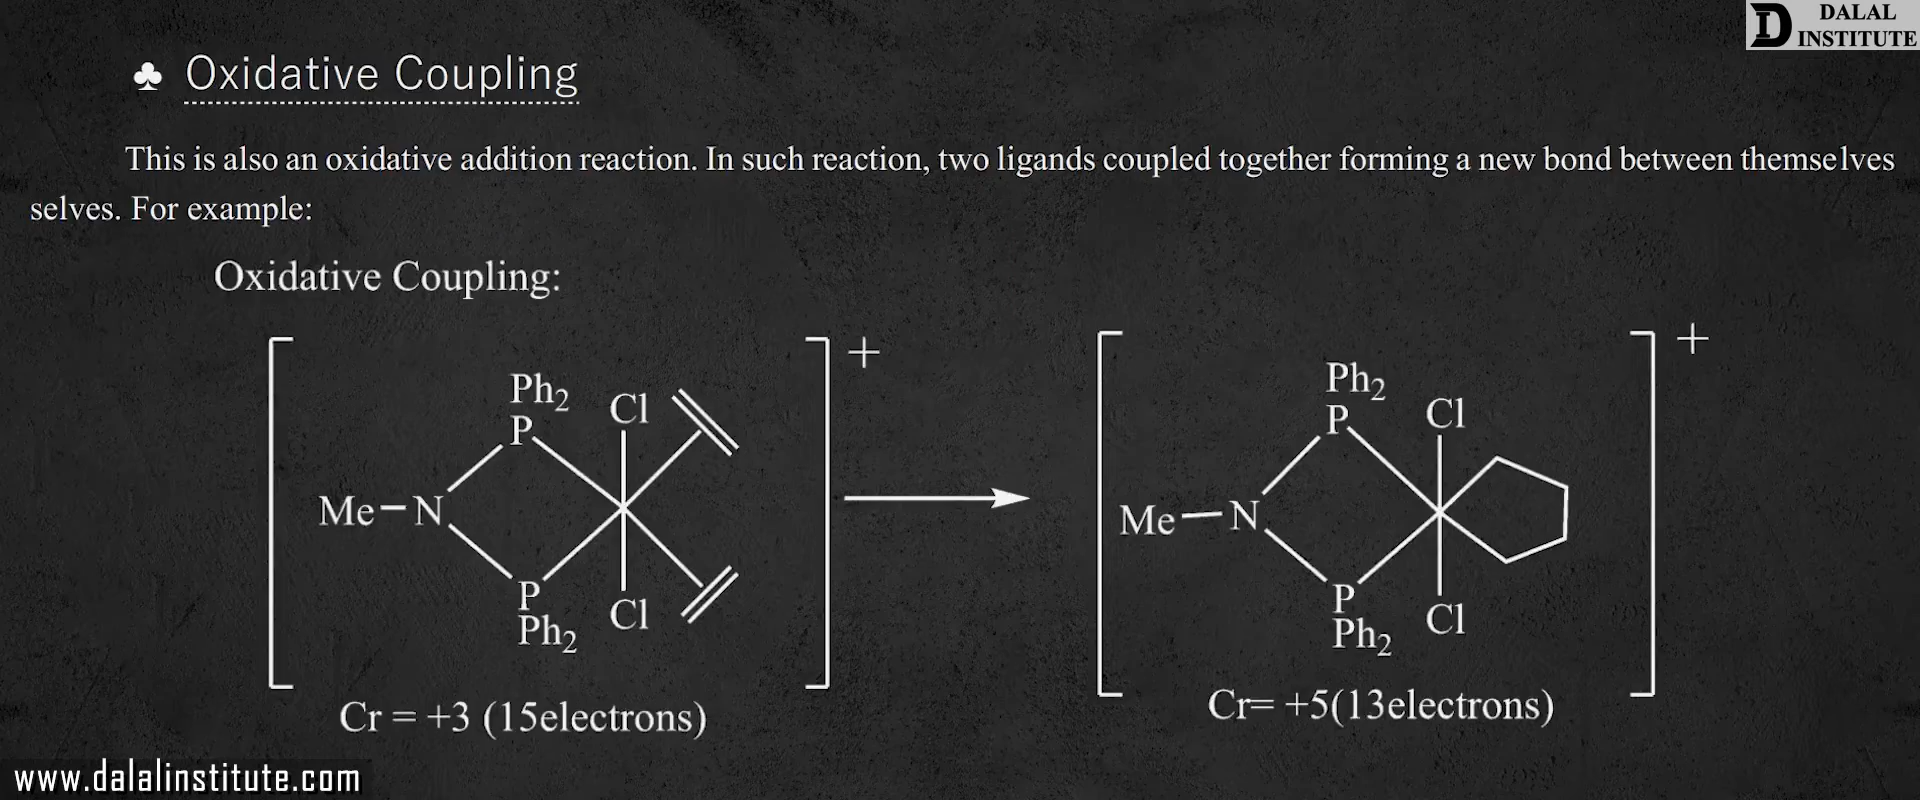 DALAL
INSTITUTE
♣ Oxidative Coupling
This is also an oxidative addition reaction. In such reaction, two ligands coupled together forming a new bond between themselves
selves. For example:
Oxidative Coupling:
+
Ph2
P
Cl
Me–N
P
Ph2
Cl
Cr = +3 (15electrons)
+
Ph2
P
Cl
Me–N
P
Ph2
Cl
Cr= +5(13electrons)
www.dalalinstitute.com